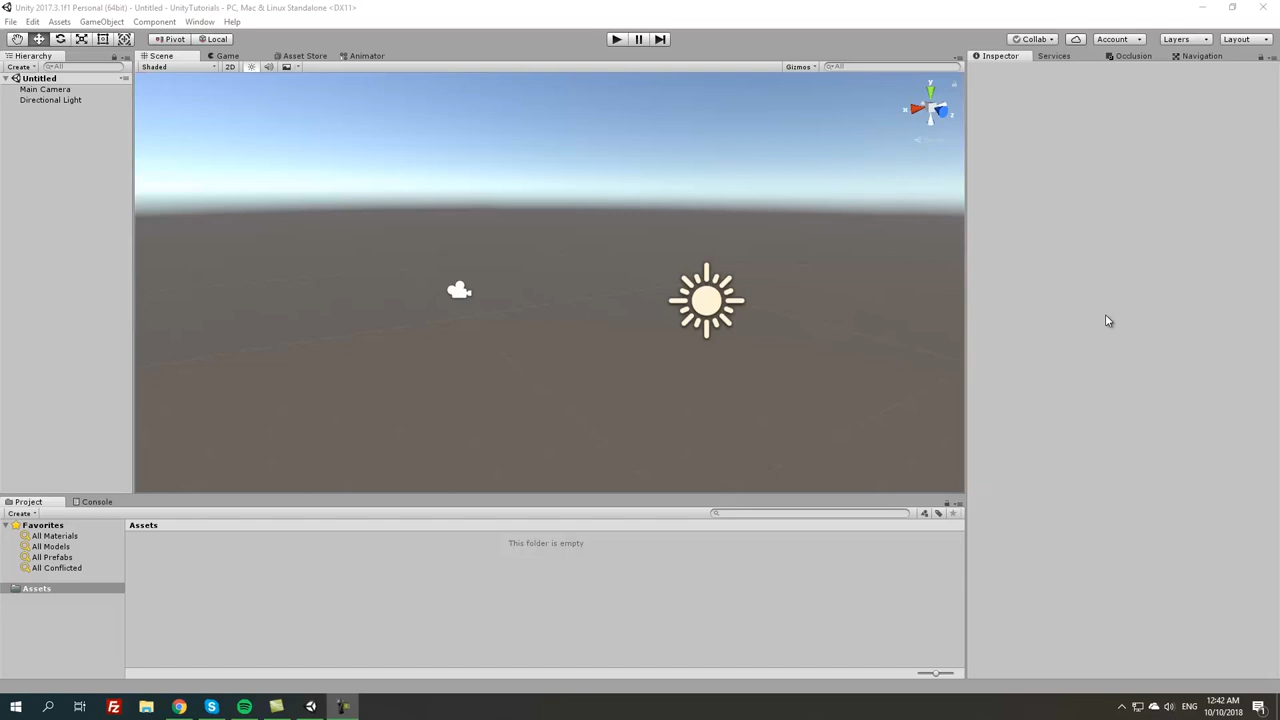 Unity 2017.3.1f1 Personal (64bit) - Untitled - UnityTutorials - PC, Mac & Linux Standalone <DX11>
File Edit Assets GameObject Component Window Help
Pivot Local Collab Account Layers Layout
Hierarchy Scene Game Asset Store Animator Inspector Services Occlusion Navigation
Create All Shaded 2D Gizmos All
Untitled
Main Camera
Directional Light
y
x
z
Project Console
Create
Favorites Assets
All Materials
All Models This folder is empty
All Prefabs
All Conflicted
Assets
ENG 12:42 AM
10/10/2018
1